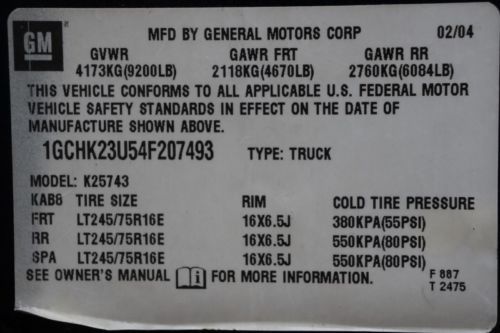 GM
MFD BY GENERAL MOTORS CORP 02/04
GVWR GAWR FRT GAWR RR
4173KG(9200LB) 2118KG(4670LB) 2760KG(6084LB)
THIS VEHICLE CONFORMS TO ALL APPLICABLE U.S. FEDERAL MOTOR
VEHICLE SAFETY STANDARDS IN EFFECT ON THE DATE OF
MANUFACTURE SHOWN ABOVE.
1GCHK23U54F207493 TYPE: TRUCK
MODEL: K25743
KAB8 TIRE SIZE RIM COLD TIRE PRESSURE
FRT LT245/75R16E 16X6.5J 380KPA(55PSI)
RR LT245/75R16E 16X6.5J 550KPA(80PSI)
SPA LT245/75R16E 16X6.5J 550KPA(80PSI)
SEE OWNER'S MANUAL FOR MORE INFORMATION. F 887
T 2475